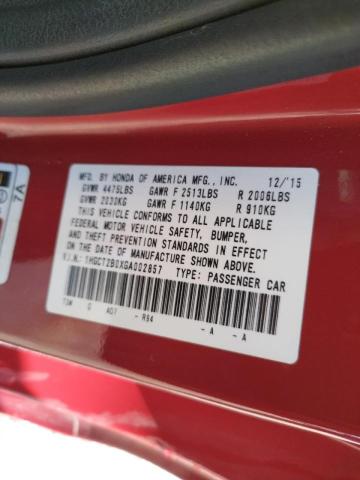 MFD. BY HONDA OF AMERICA MFG., INC. 12/'15
GVWR 4475LBS GAWR F 2513LBS R 2006LBS
GVWR 2030KG GAWR F 1140KG R 910KG
THIS VEHICLE CONFORMS TO ALL APPLICABLE
FEDERAL MOTOR VEHICLE SAFETY, BUMPER,
AND THEFT PREVENTION STANDARDS IN EFFECT
ON THE DATE OF MANUFACTURE SHOWN ABOVE.
V.I.N.: 1HGCT2B0XGA002857 TYPE: PASSENGER CAR
G A07 - R94 - A - A
7A